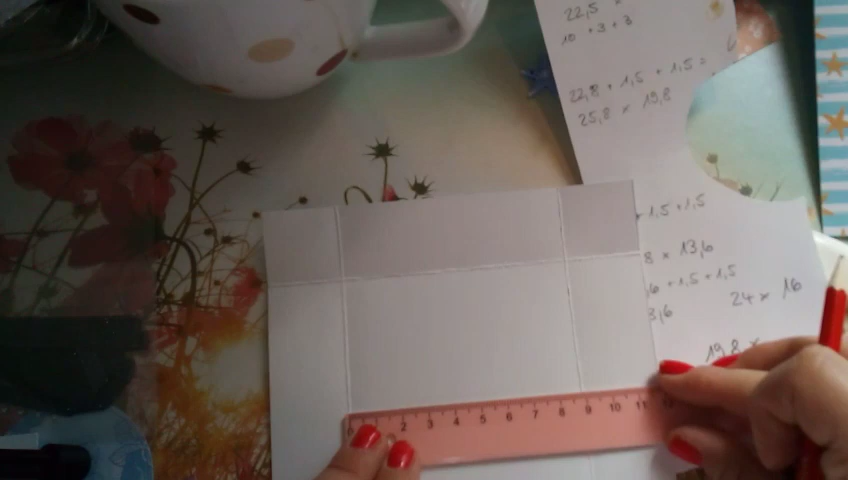 22,5 x
10 +3+3
22,8 + 1,5 + 1,5 =
25,8 x 19,8
+1,5 +1,5
8 x 13,6
+1,5 +1,5
24 x 16
3,6
19,8 x
2 3 4 5 6 7 8 9 10 11